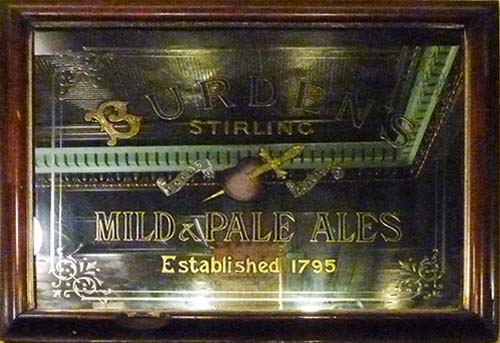 BURDEN'S
STIRLING
MILD & PALE ALES
Established 1795